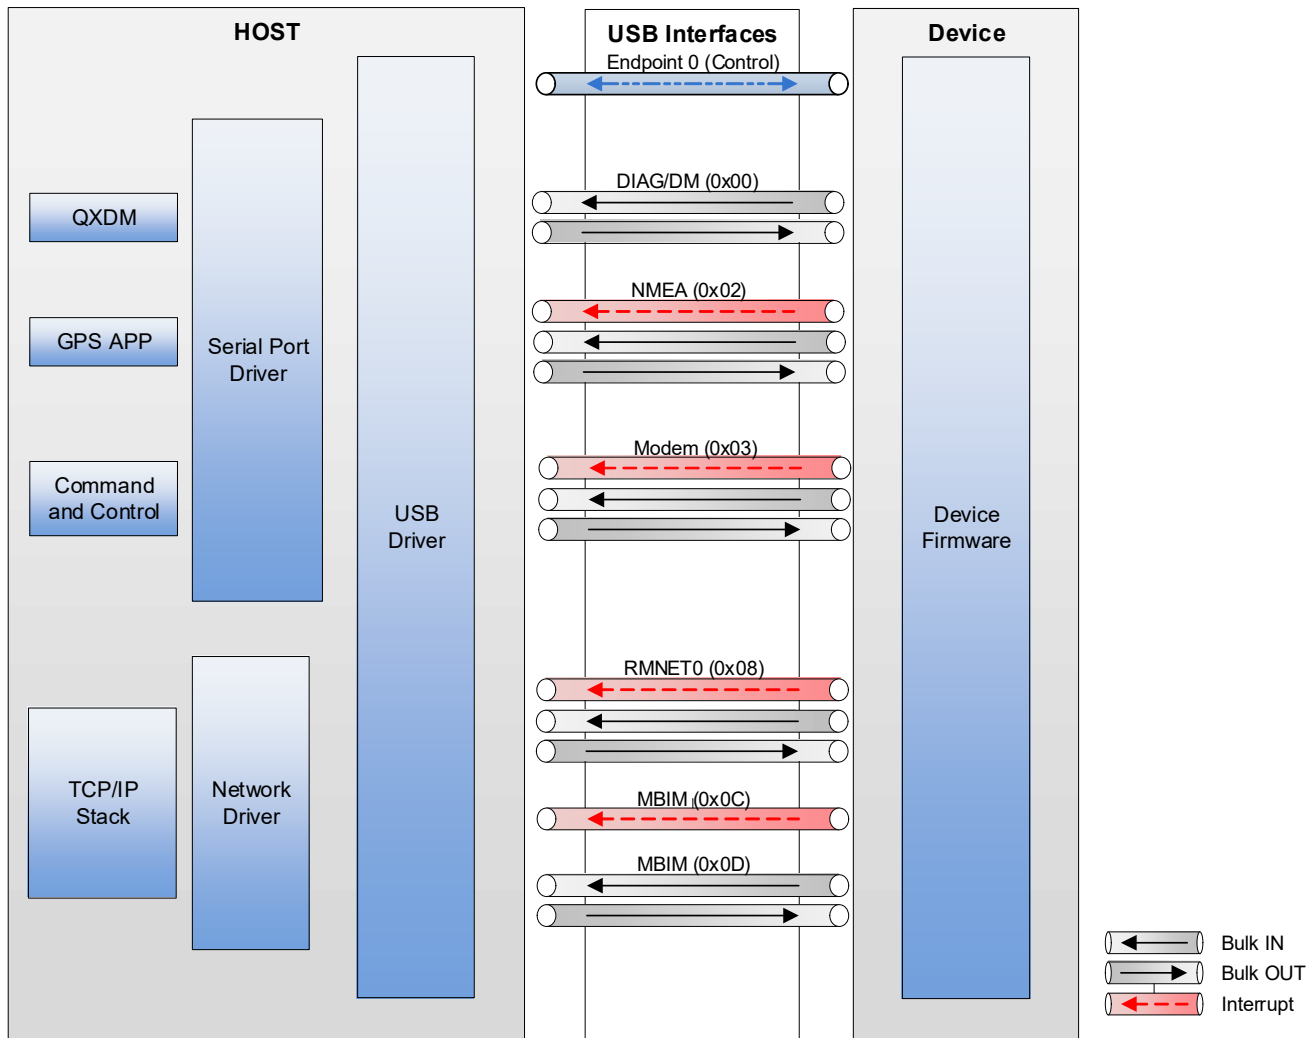 HOST
USB Interfaces
Device
Endpoint 0 (Control)
DIAG/DM (0x00)
QXDM
NMEA (0x02)
GPS APP
Serial Port
Driver
Modem (0x03)
Command
and Control
USB
Driver
Device
Firmware
RMNET0 (0x08)
TCP/IP
Stack
Network
Driver
MBIM (0x0C)
MBIM (0x0D)
Bulk IN
Bulk OUT
Interrupt